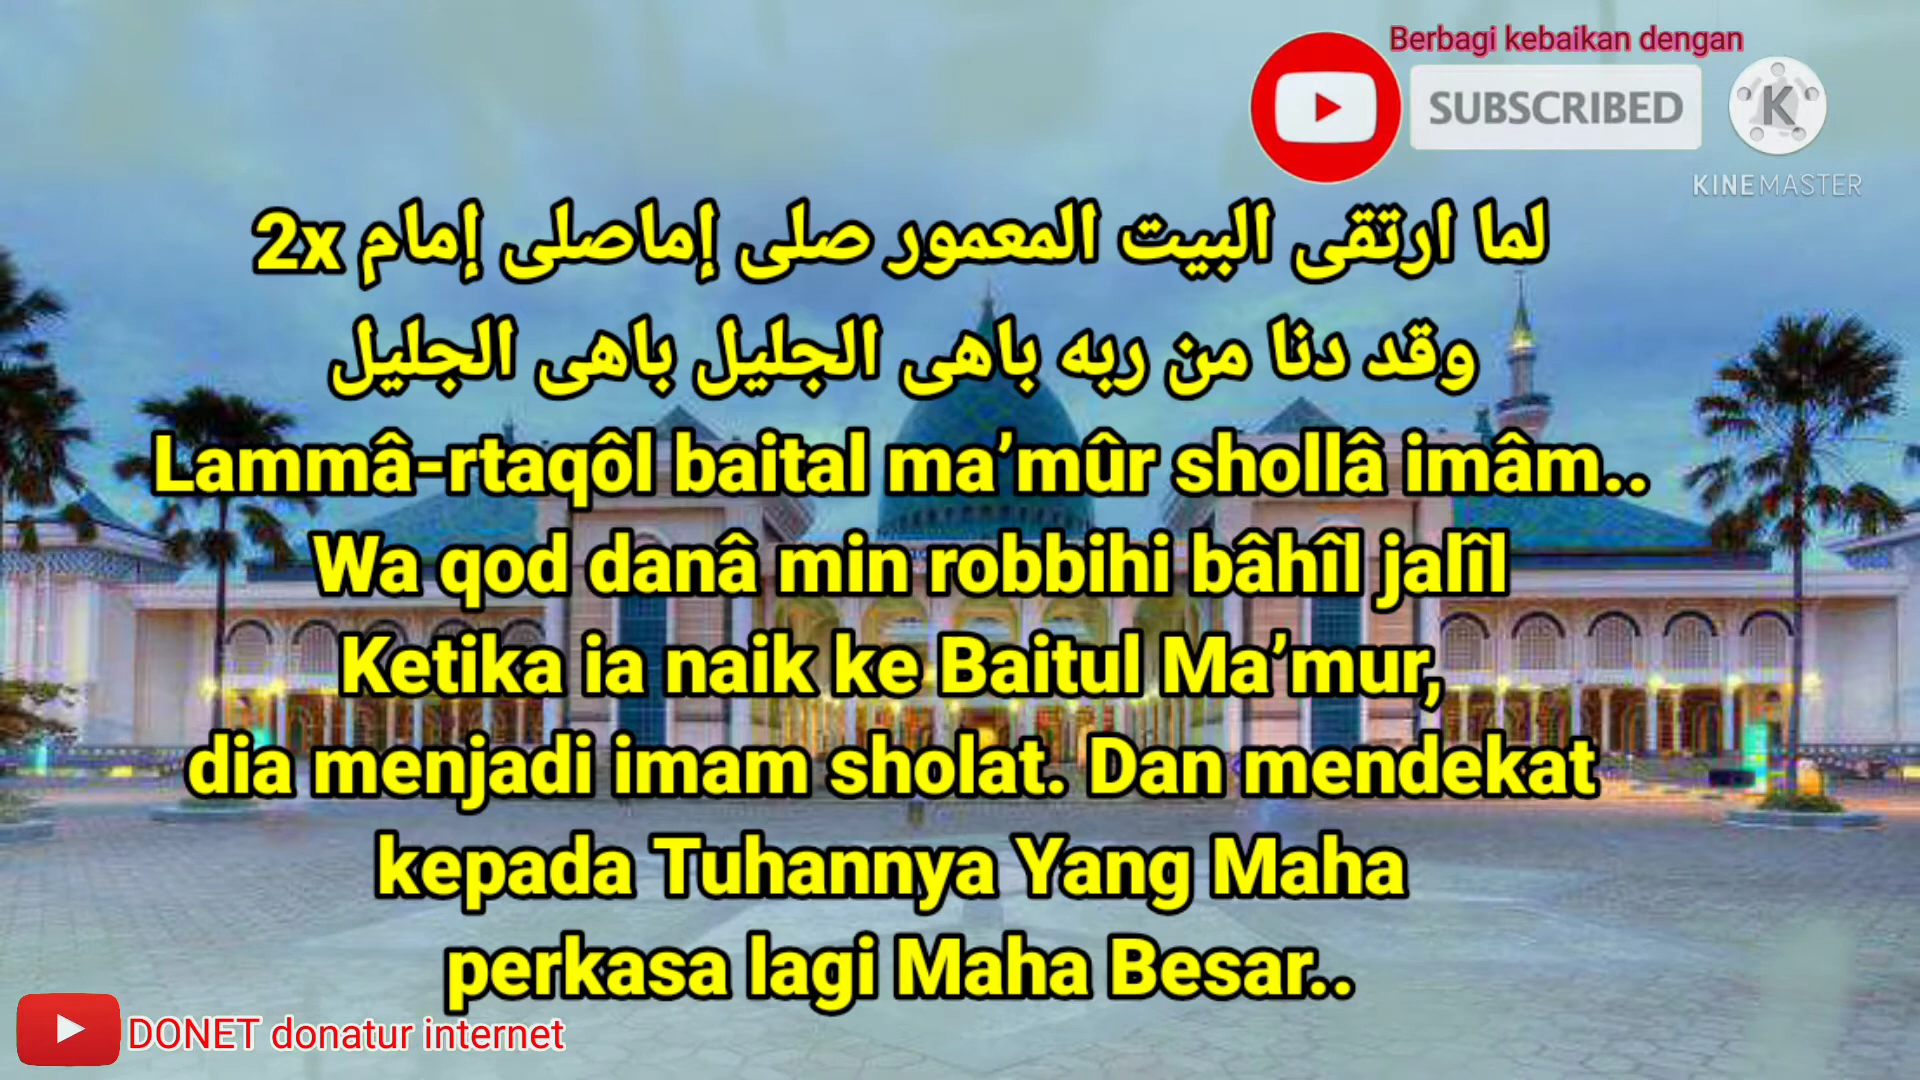 Berbagi kebaikan dengan
SUBSCRIBED
K
KINEMASTER
لما ارتقى البيت المعمور صلى إماصلى إمامِ 2x
وقد دنا من ربه باهى الجليل باهى الجليل
Lammâ-rtaqôl baital ma’mûr shollâ imâm..
Wa qod danâ min robbihi bâhîl jalîl
Ketika ia naik ke Baitul Ma’mur,
dia menjadi imam sholat. Dan mendekat
kepada Tuhannya Yang Maha
perkasa lagi Maha Besar..
DONET donatur internet